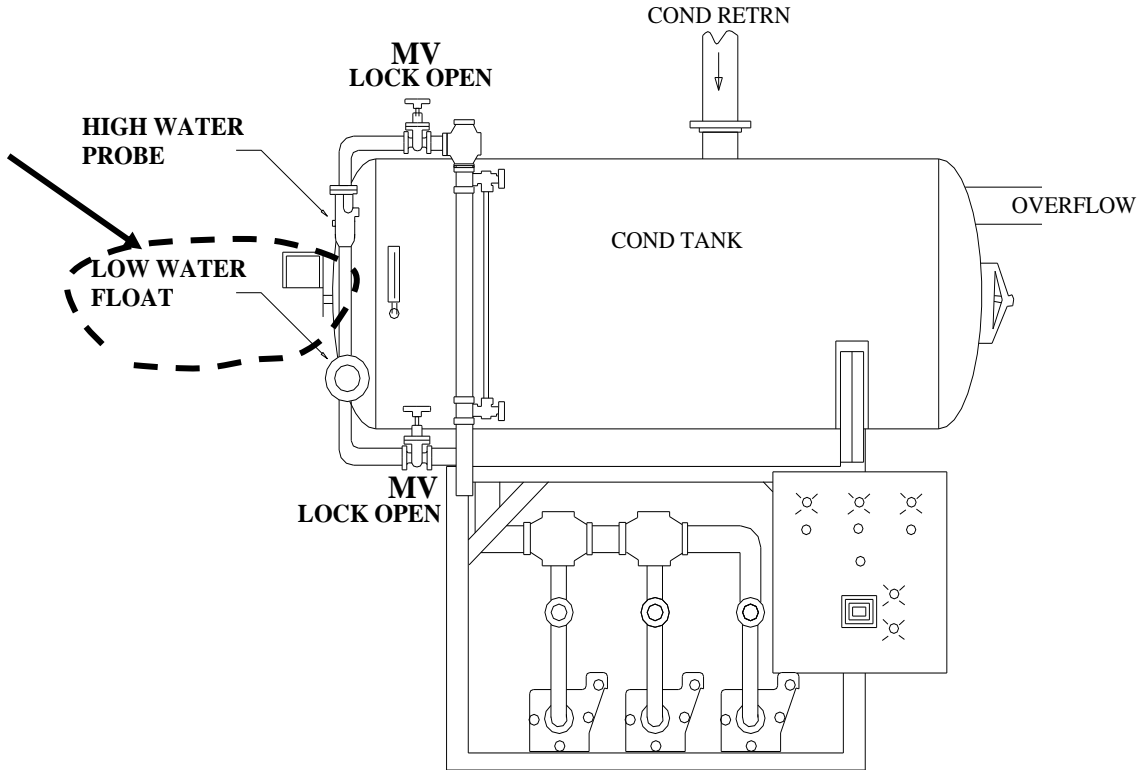 COND RETRN
MV
LOCK OPEN
HIGH WATER
PROBE
OVERFLOW
COND TANK
LOW WATER
FLOAT
MV
LOCK OPEN